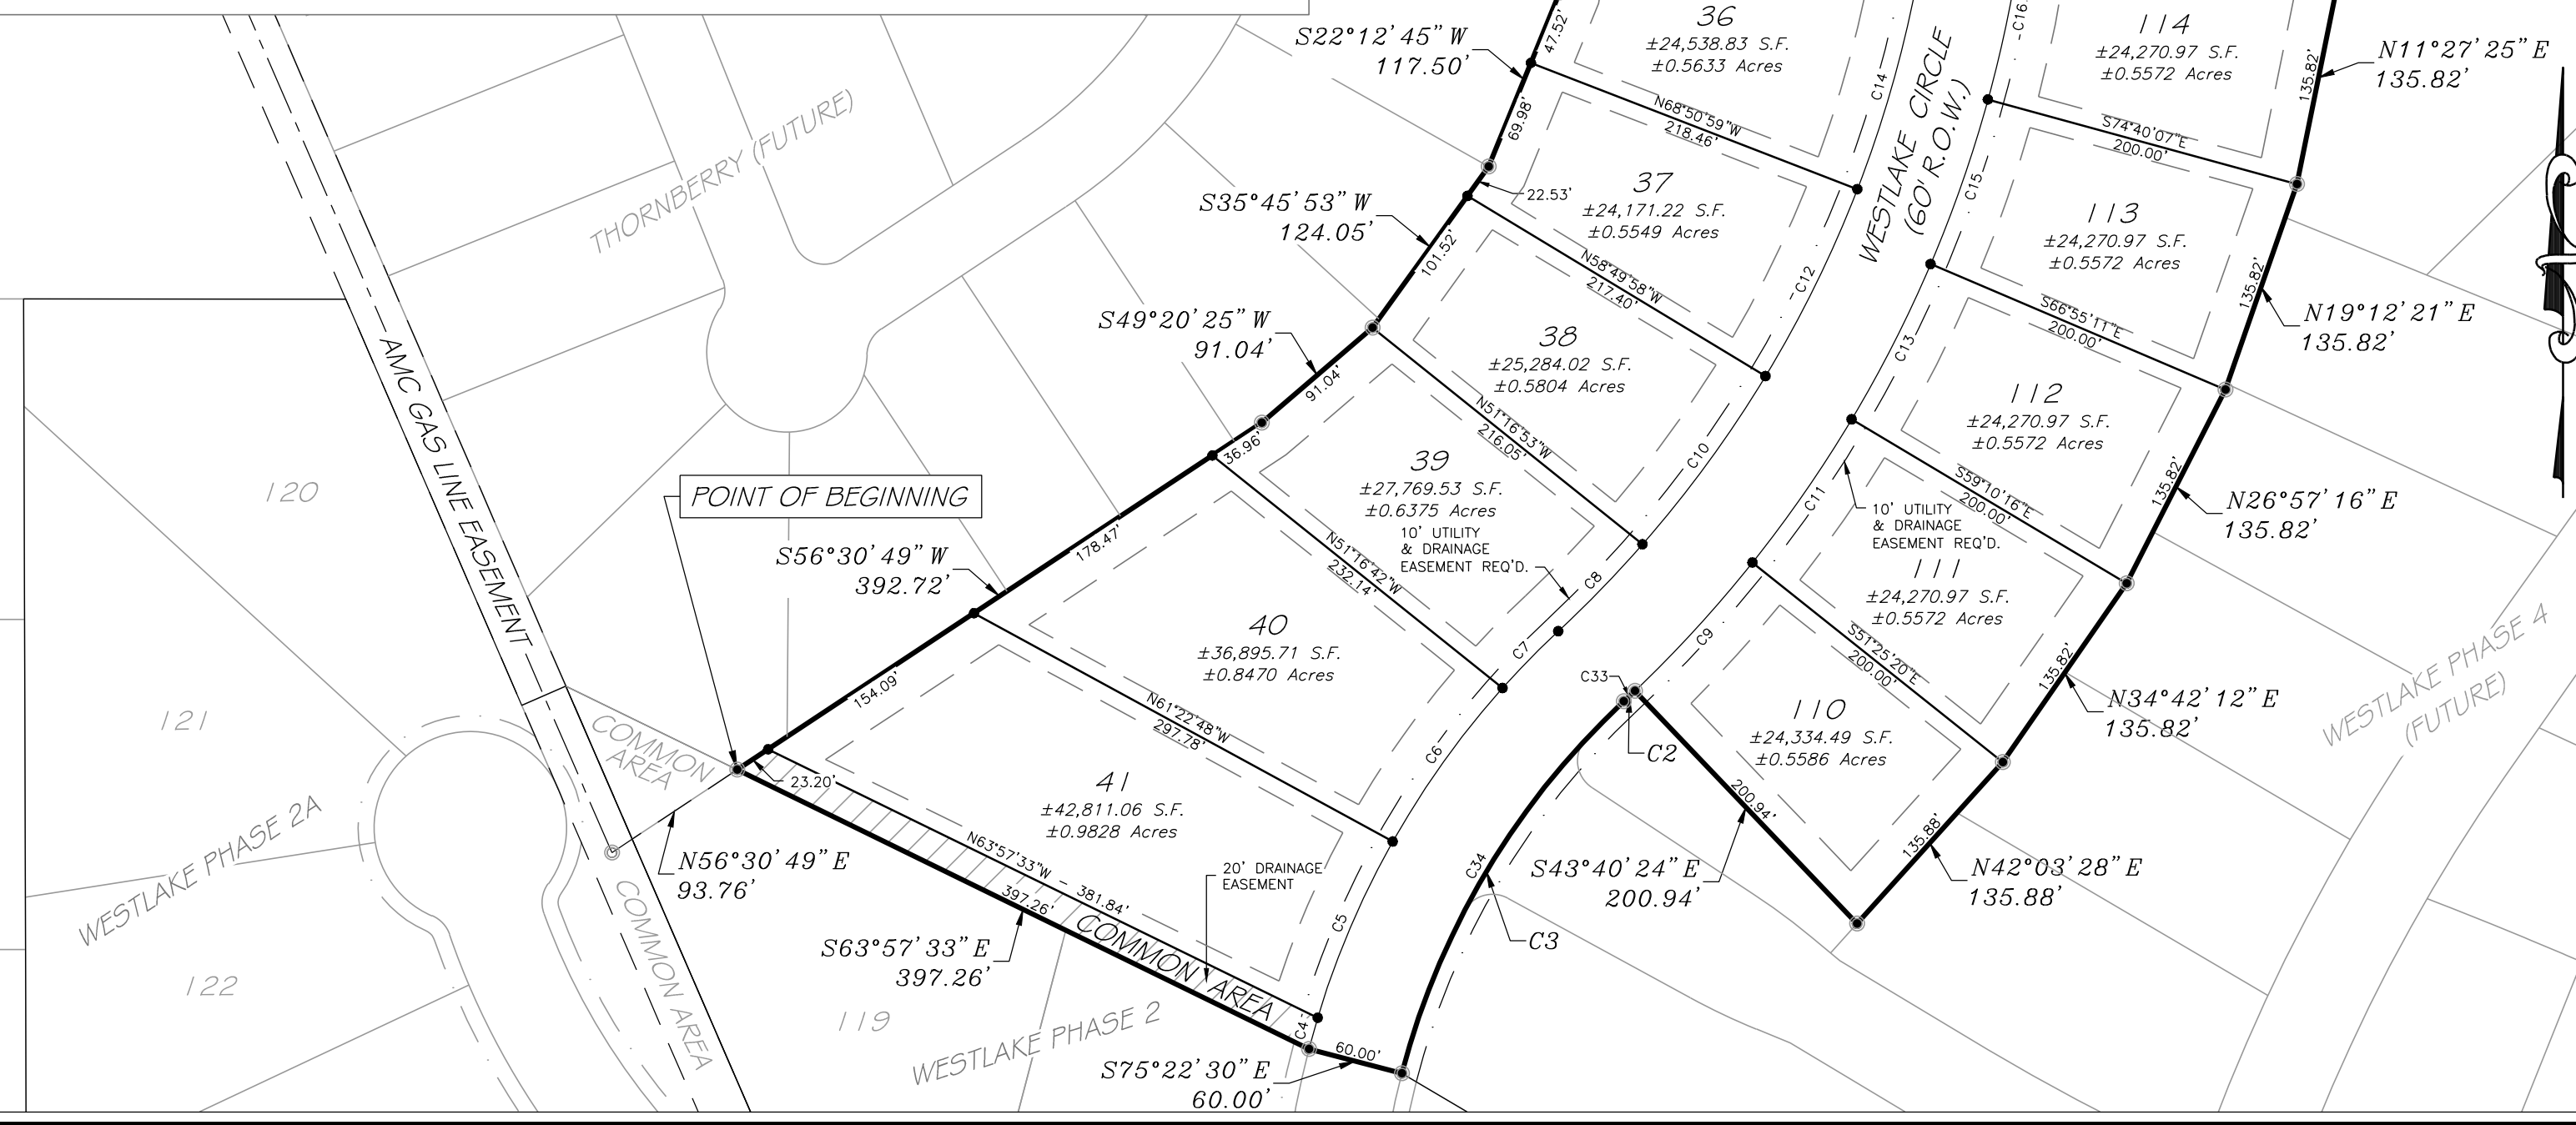 S22°12'45"W
117.50'
47.52'
36
±24,538.83 S.F.
±0.5633 Acres
C14
WESTLAKE CIRCLE
(60' R.O.W.)
C16
114
±24,270.97 S.F.
±0.5572 Acres
135.82'
N11°27'25"E
135.82'
THORNBERRY (FUTURE)
69.98'
N68°50'59"W
218.46'
S74°40'07"E
200.00'
S35°45'53"W
124.05'
22.53'
37
±24,171.22 S.F.
±0.5549 Acres
C15
113
±24,270.97 S.F.
±0.5572 Acres
101.52'
N58°49'58"W
217.40'
C12
135.82'
N19°12'21"E
135.82'
S66°55'11"E
200.00'
S49°20'25"W
91.04'
38
±25,284.02 S.F.
±0.5804 Acres
C13
91.04'
AMC GAS LINE EASEMENT
112
±24,270.97 S.F.
±0.5572 Acres
N51°16'53"W
216.05'
C10
36.96'
39
±27,769.53 S.F.
±0.6375 Acres
10' UTILITY
& DRAINAGE
EASEMENT REQ'D.
120
POINT OF BEGINNING
C11
S59°10'16"E
200.00'
10' UTILITY
& DRAINAGE
EASEMENT REQ'D.
135.82'
N26°57'16"E
135.82'
178.47'
S56°30'49"W
392.72'
N51°16'42"W
232.14'
C8
111
±24,270.97 S.F.
±0.5572 Acres
40
±36,895.71 S.F.
±0.8470 Acres
C7
C9
S51°25'20"E
200.00'
135.82'
N34°42'12"E
135.82'
WESTLAKE PHASE 4
(FUTURE)
154.09'
C33
121
COMMON
AREA
N61°22'48"W
297.78'
C6
C2
110
±24,334.49 S.F.
±0.5586 Acres
23.20'
41
±42,811.06 S.F.
±0.9828 Acres
200.94'
WESTLAKE PHASE 2A
N56°30'49"E
93.76'
N63°57'33"W - 381.84'
397.26'
20' DRAINAGE
EASEMENT
C34
S43°40'24"E
200.94'
135.88'
N42°03'28"E
135.88'
C5
C3
COMMON AREA
S63°57'33"E
397.26'
COMMON AREA
122
119
WESTLAKE PHASE 2
C4
60.00'
S75°22'30"E
60.00'